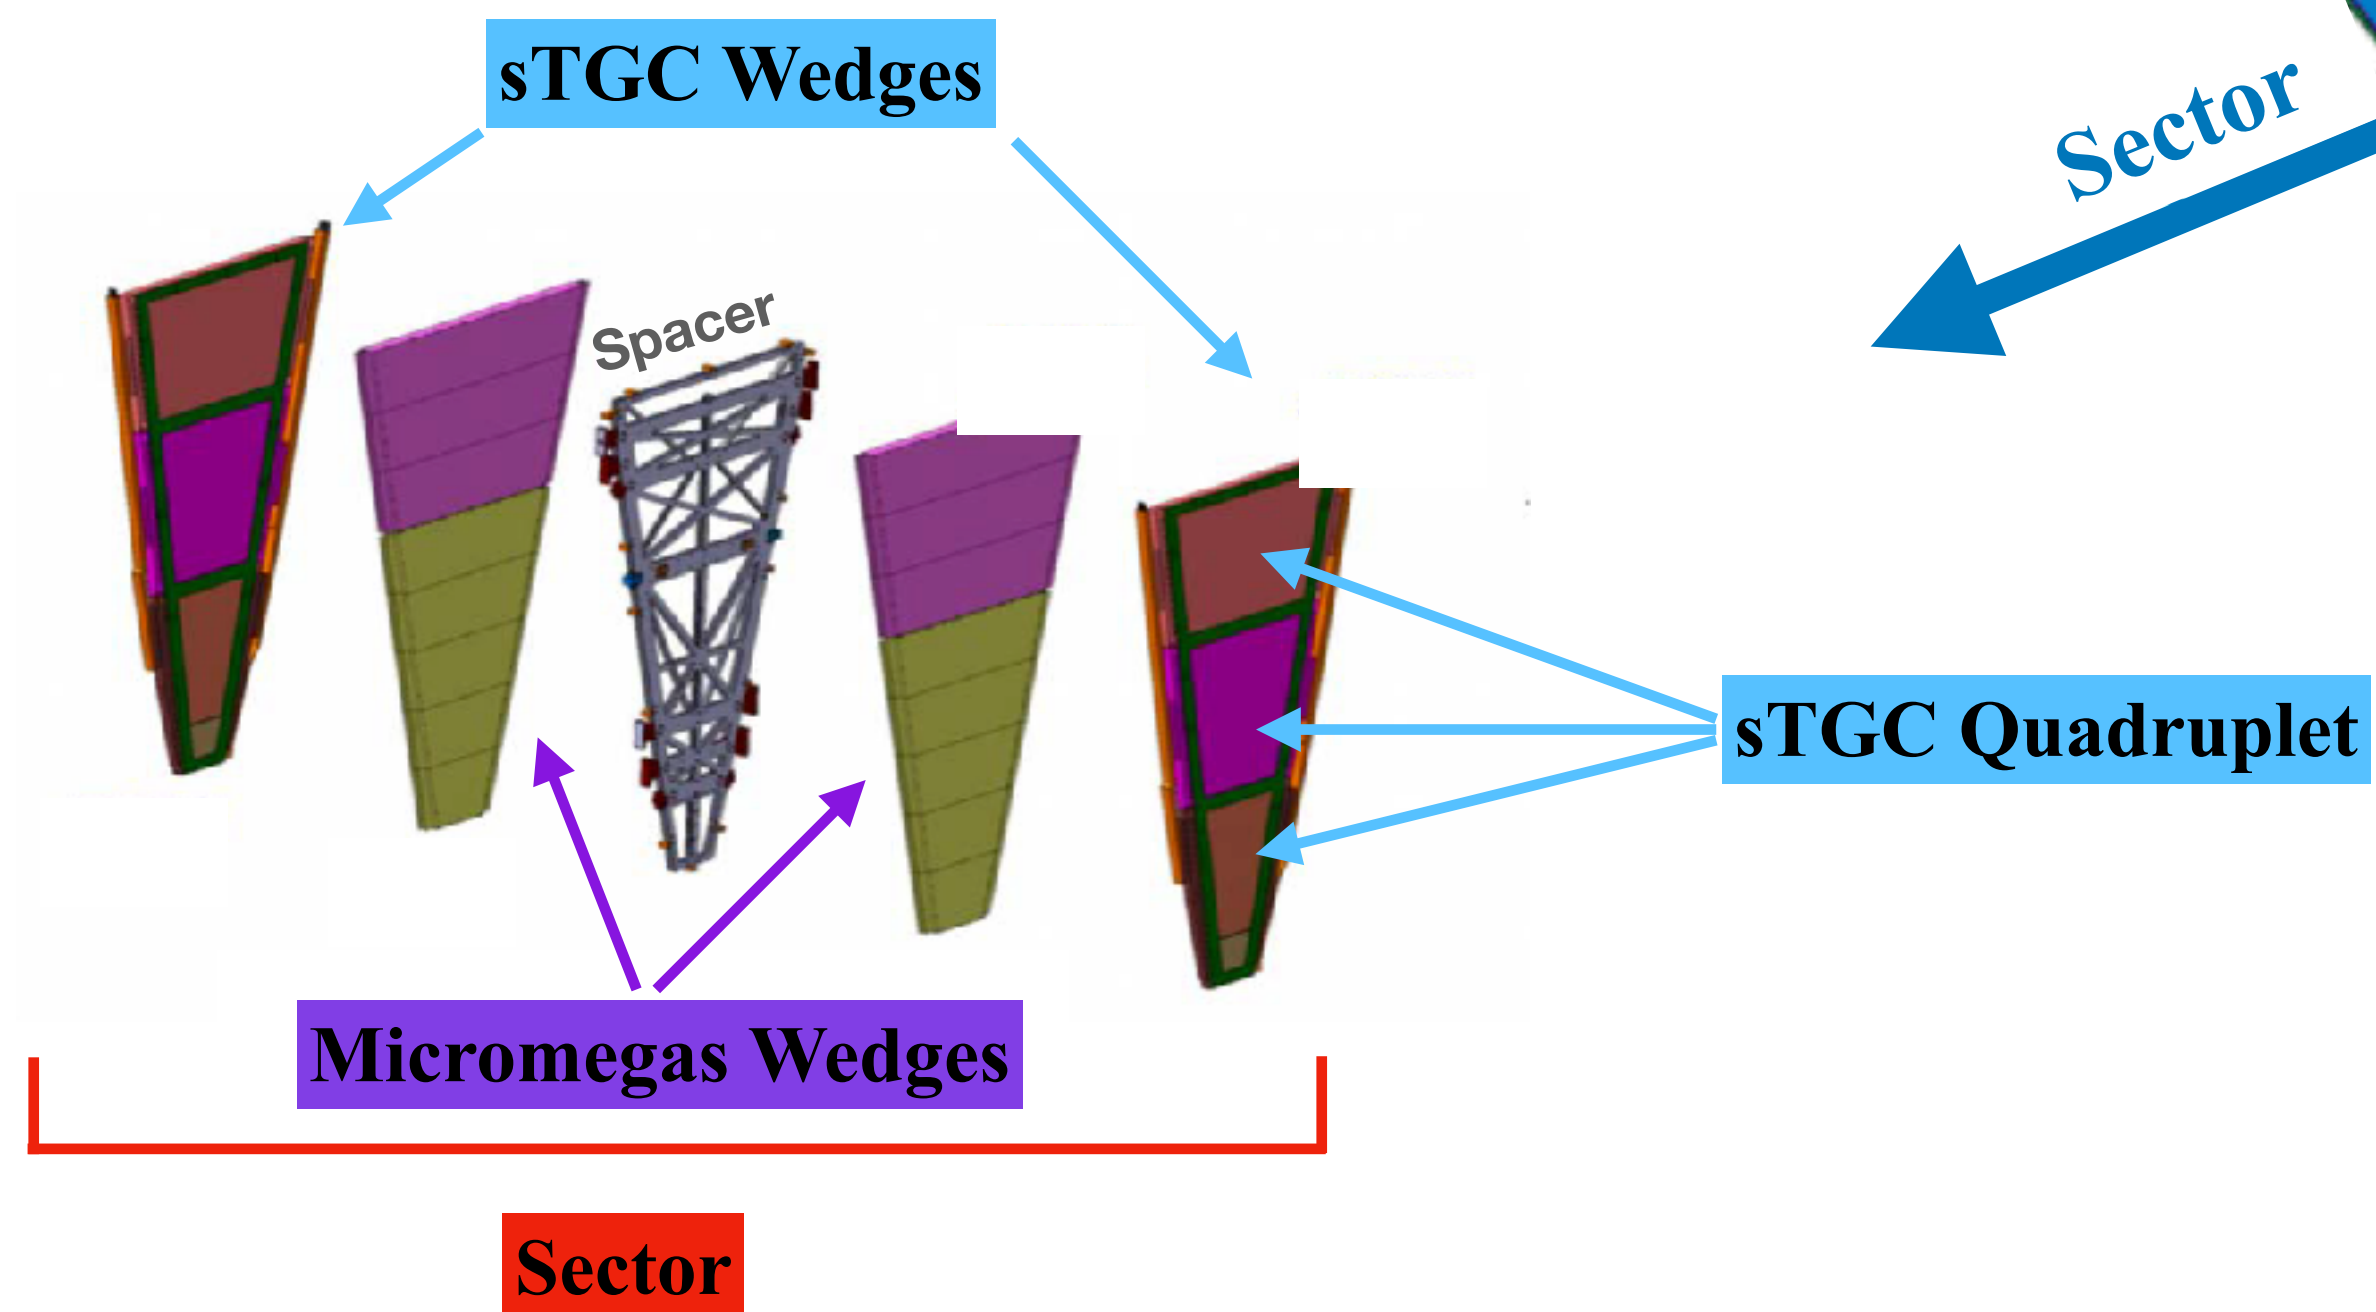 sTGC Wedges
Sector
Spacer
sTGC Quadruplet
Micromegas Wedges
Sector